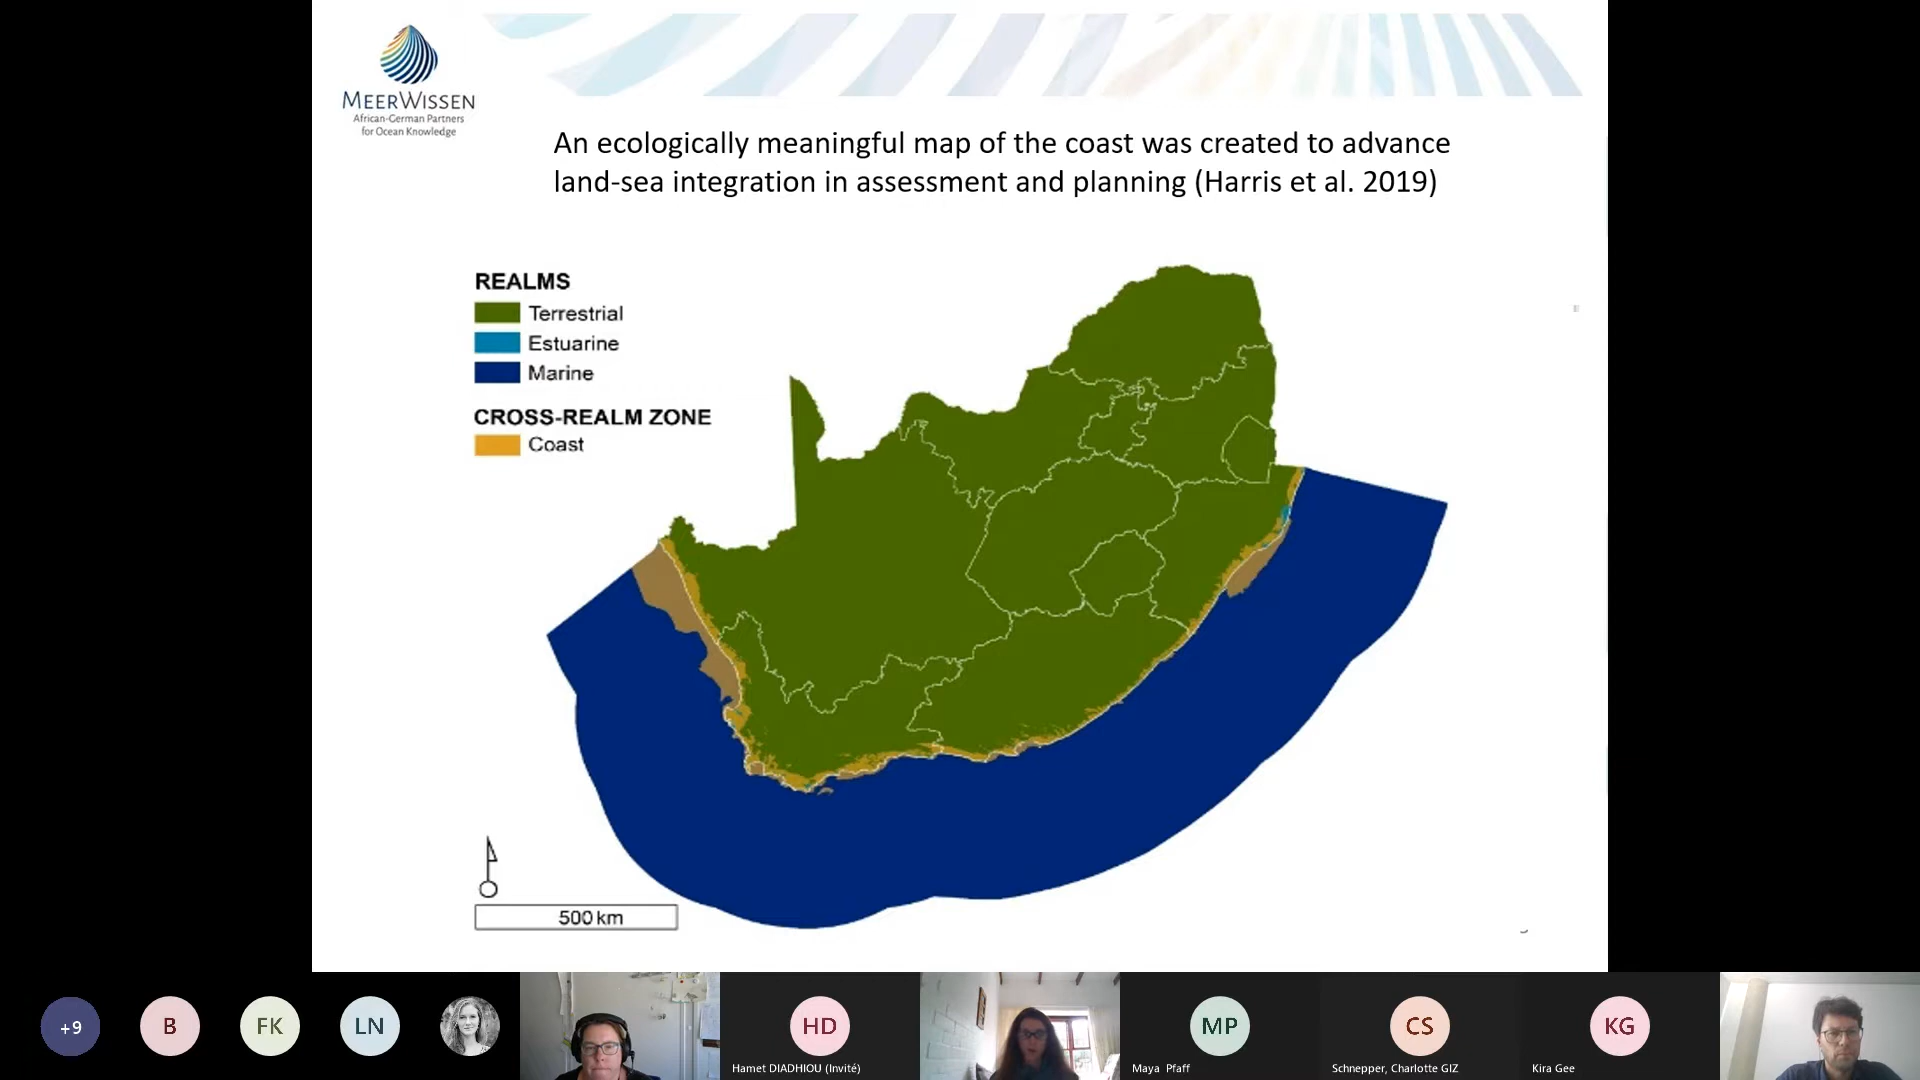 MEERWISSEN
African-German Partners
for Ocean Knowledge
An ecologically meaningful map of the coast was created to advance
land-sea integration in assessment and planning (Harris et al. 2019)
REALMS
Terrestrial
Estuarine
Marine
CROSS-REALM ZONE
Coast
500 km
+9
B
FK
LN
HD
Hamet DIADHIOU (Invité)
MP
Maya Pfaff
CS
Schnepper, Charlotte GIZ
KG
Kira Gee